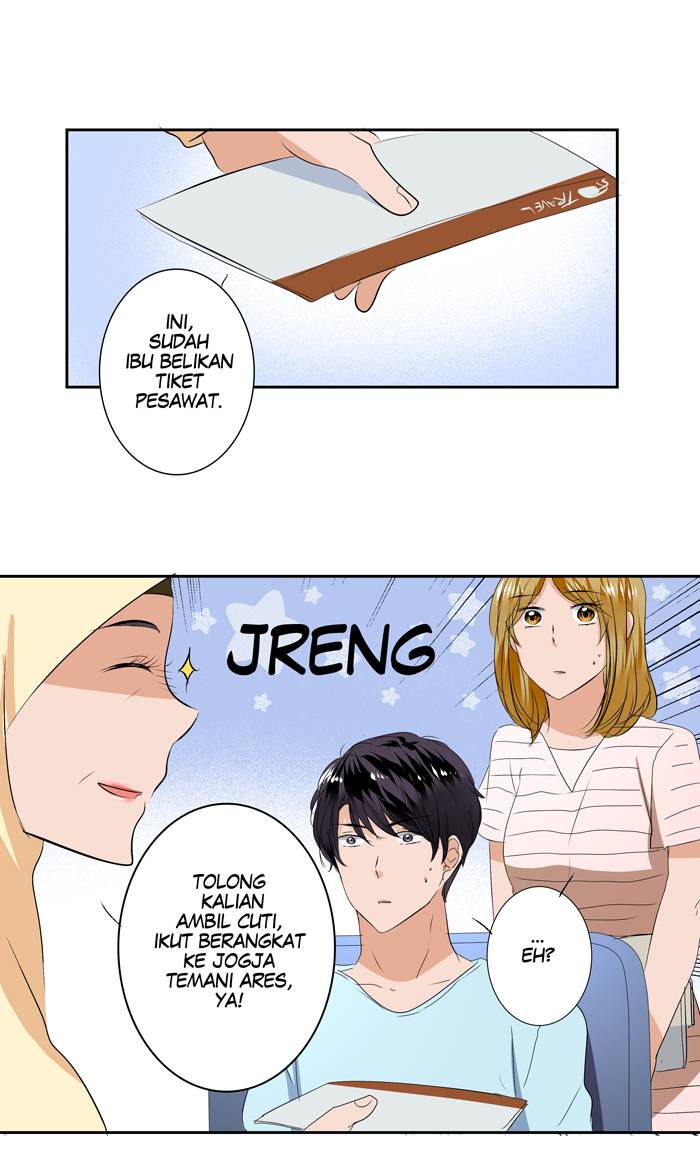 TRAVEL
INI,
SUDAH
IBU BELIKAN
TIKET
PESAWAT.
JRENG
TOLONG
KALIAN
AMBIL CUTI,
IKUT BERANGKAT
KE JOGJA
TEMANI ARES,
YA!
...
EH?